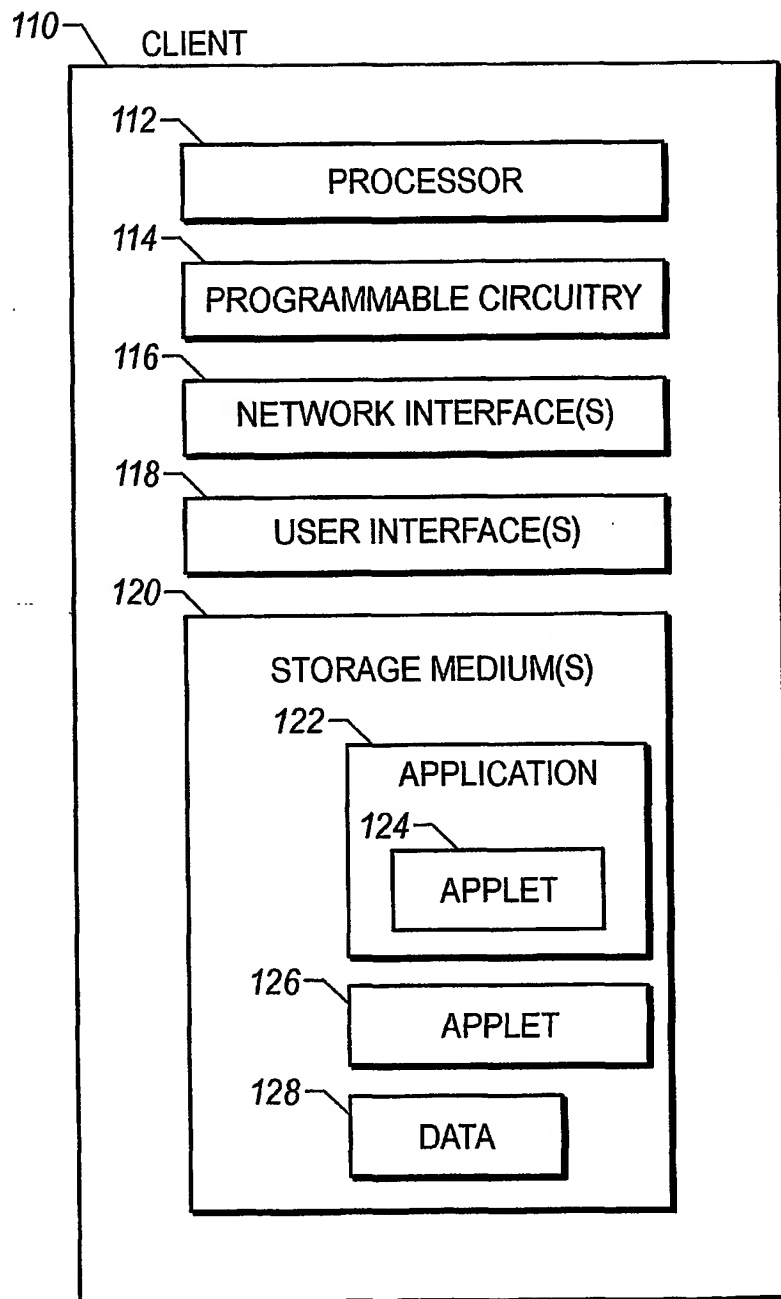 110
CLIENT
112
PROCESSOR
114
PROGRAMMABLE CIRCUITRY
116
NETWORK INTERFACE(S)
118
USER INTERFACE(S)
120
STORAGE MEDIUM(S)
122
APPLICATION
124
APPLET
126
APPLET
128
DATA